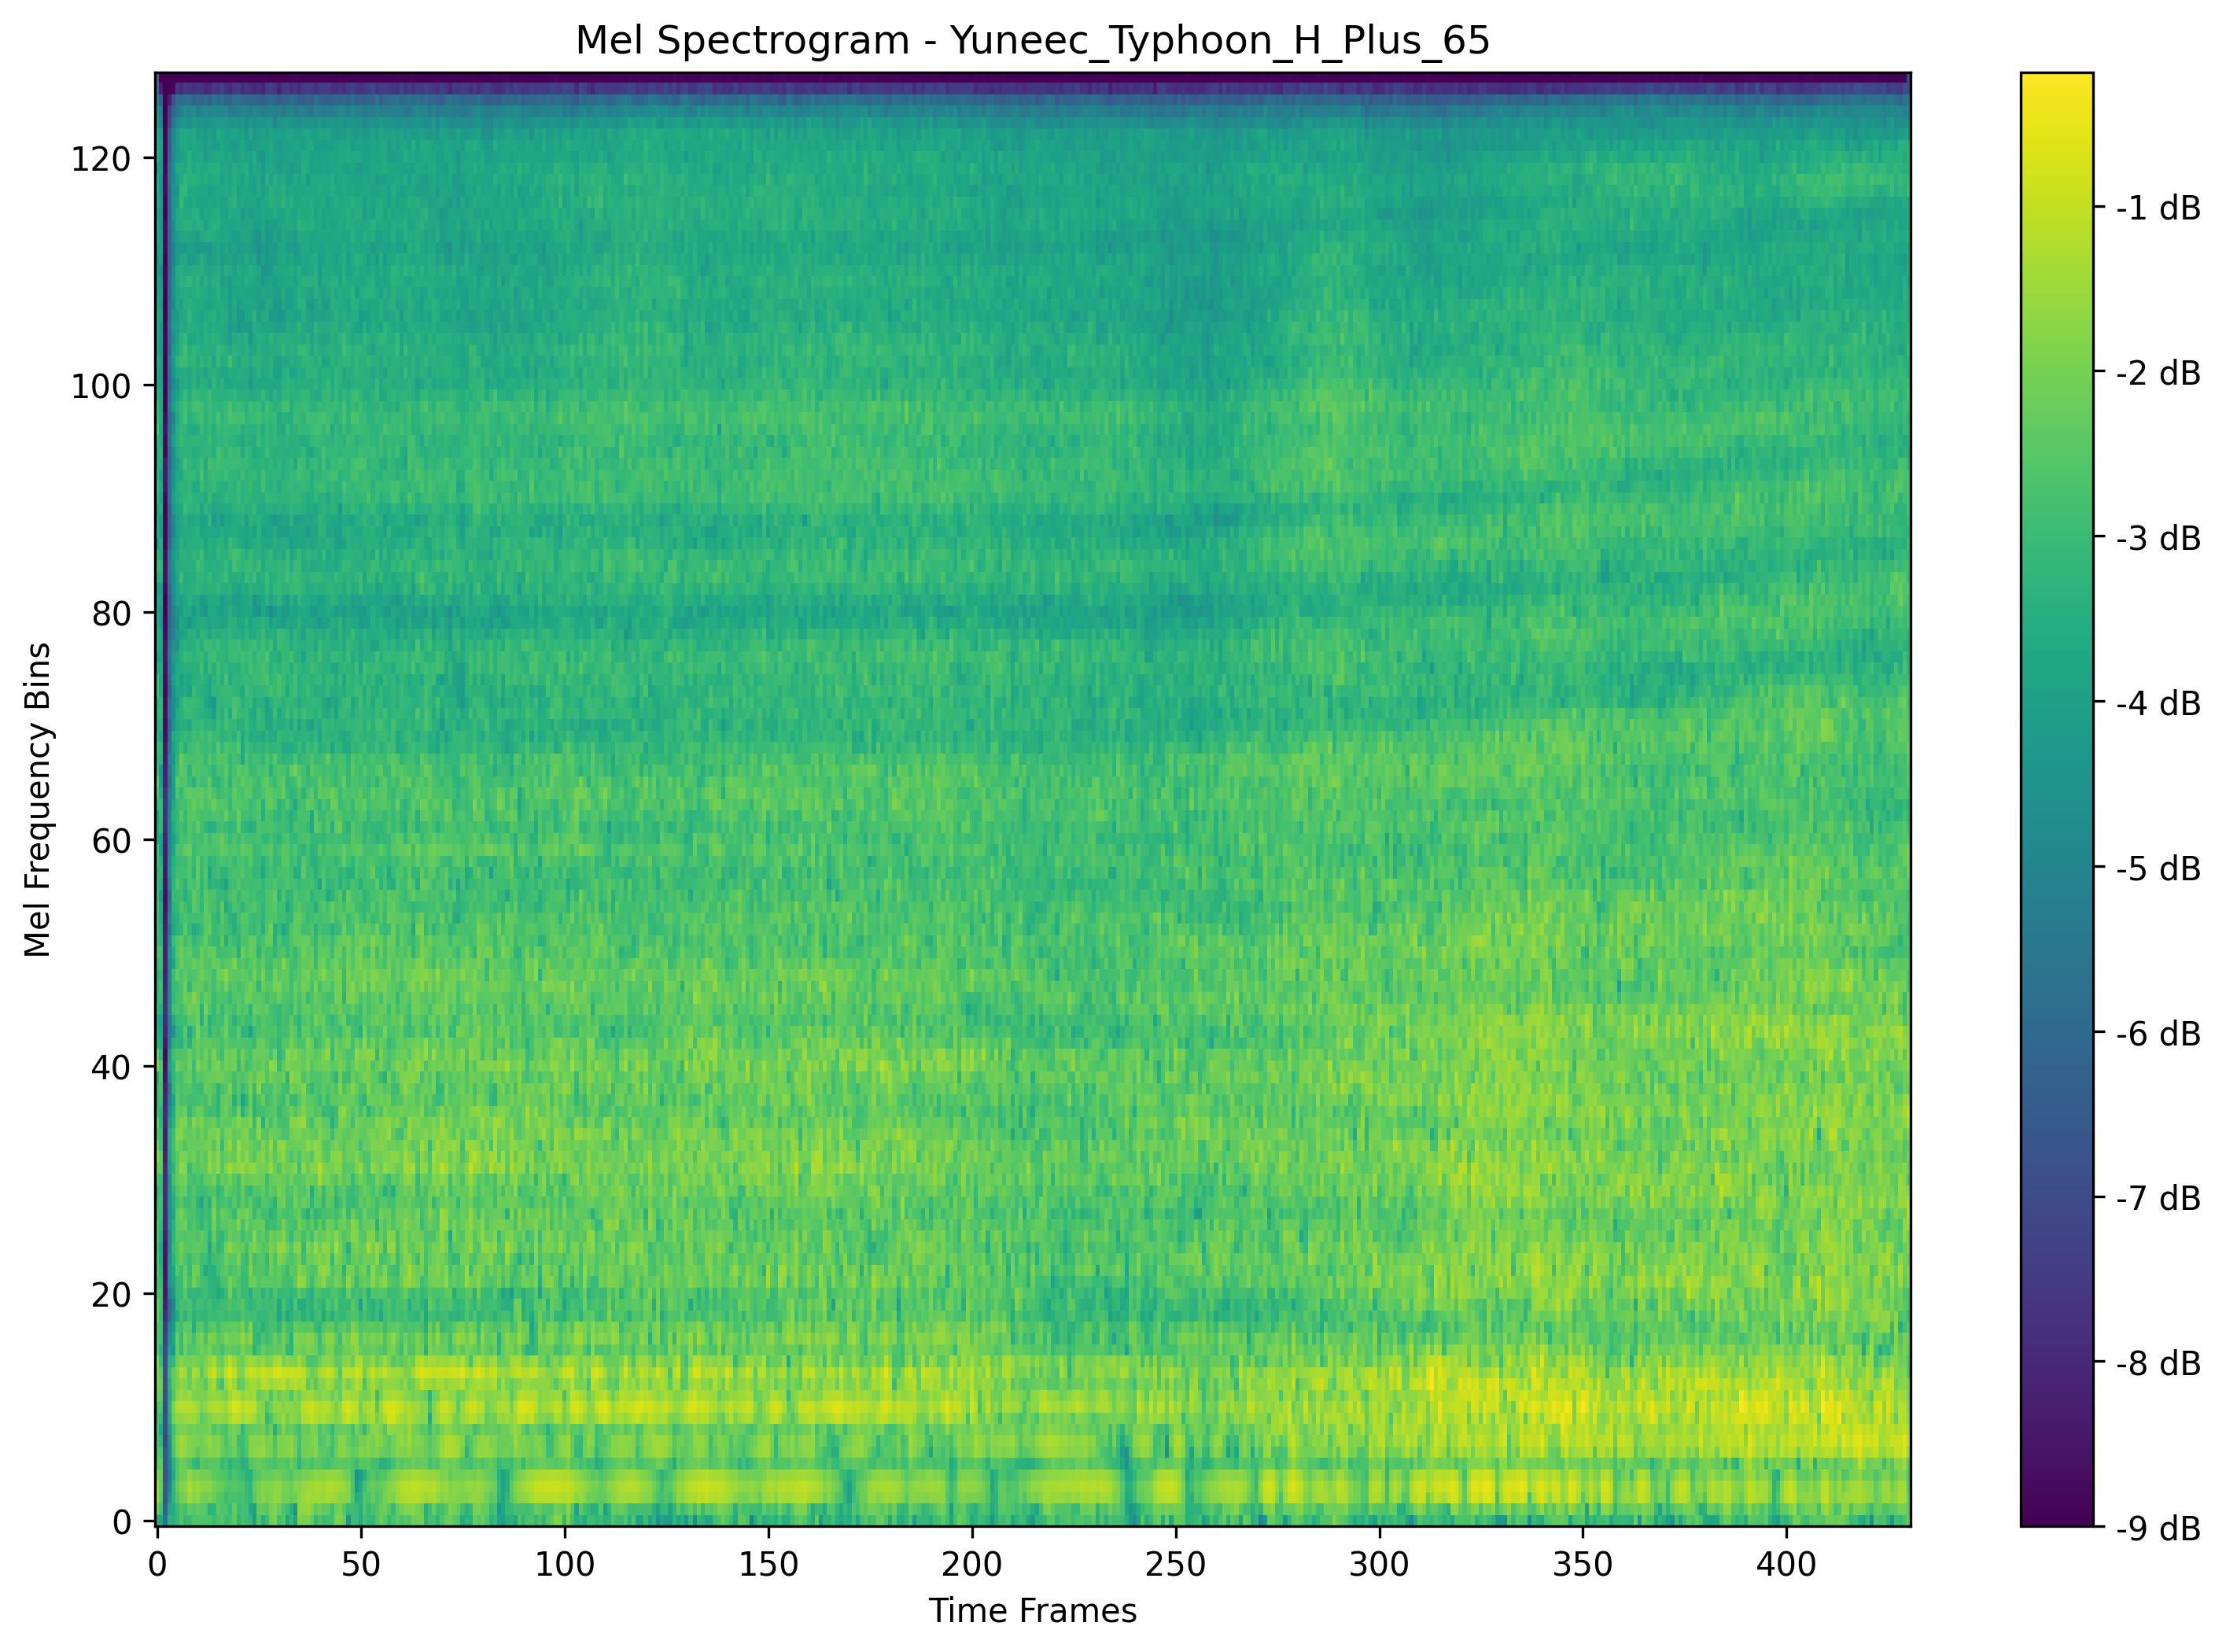 Mel Spectrogram - Yuneec_Typhoon_H_Plus_65
Mel Frequency Bins
120
100
80
60
40
20
0
0 50 100 150 200 250 300 350 400
Time Frames
-1 dB
-2 dB
-3 dB
-4 dB
-5 dB
-6 dB
-7 dB
-8 dB
-9 dB